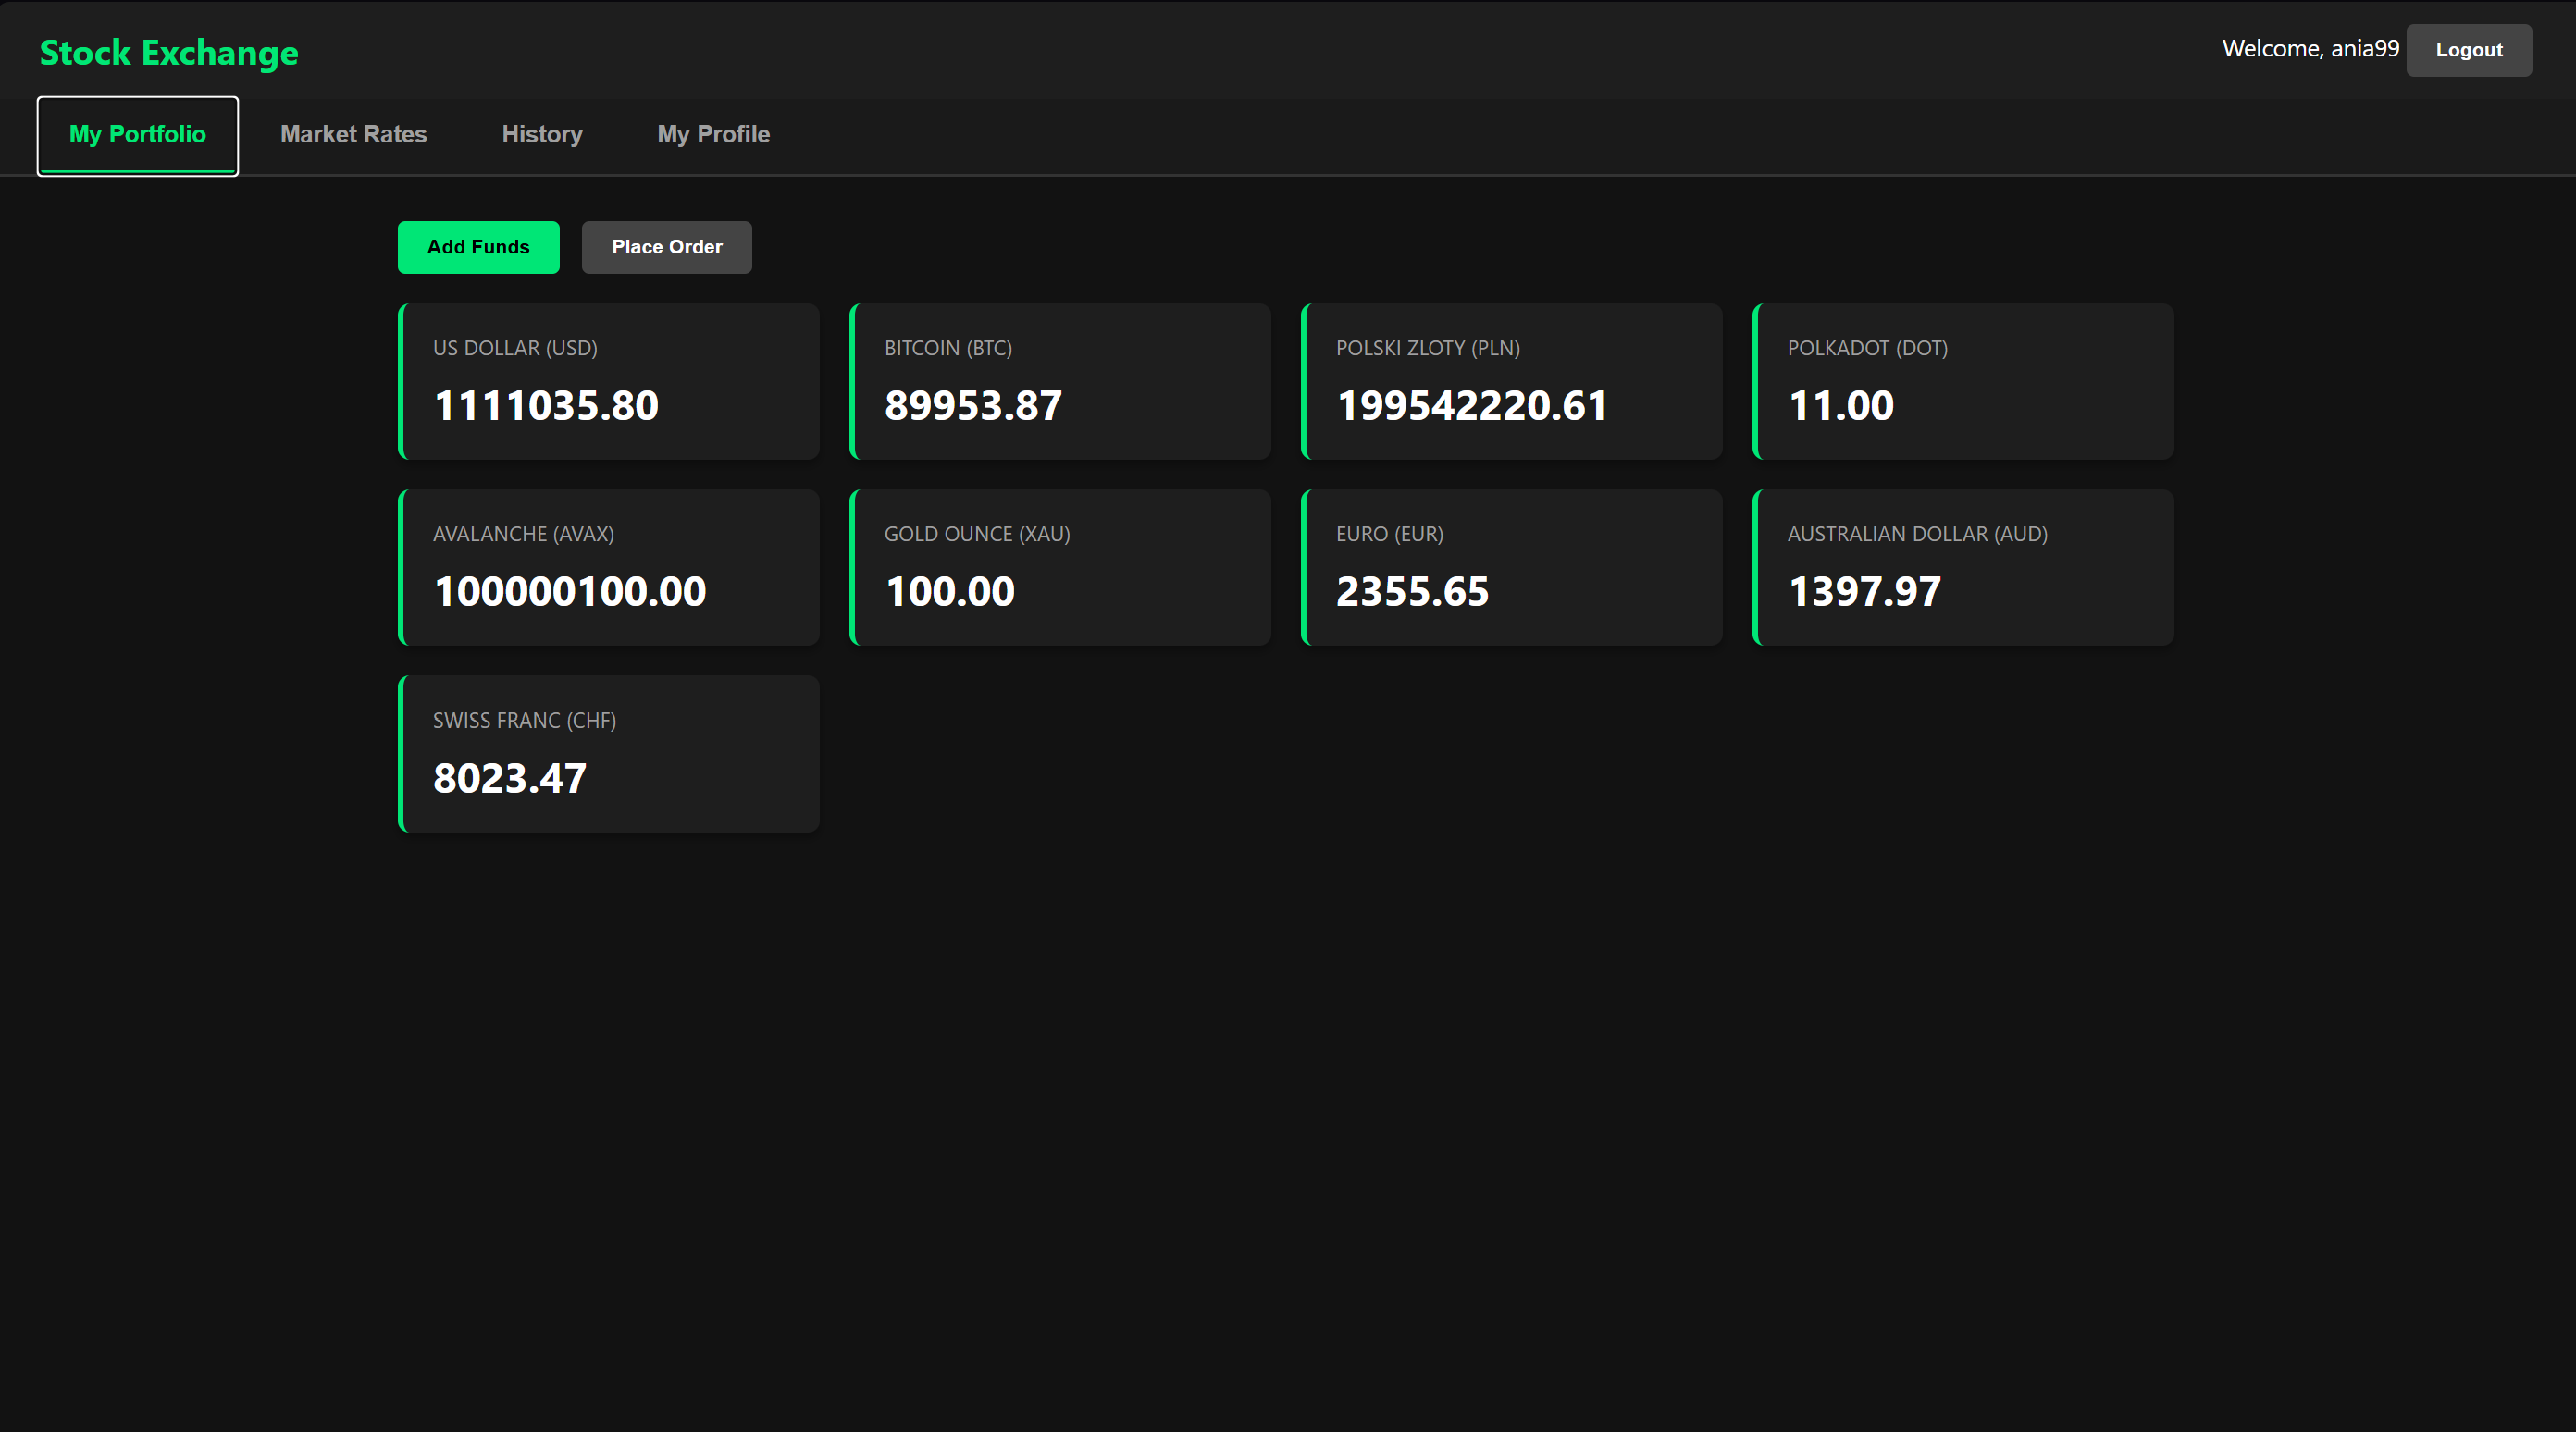 Stock Exchange
Welcome, ania99
Logout
My Portfolio
Market Rates
History
My Profile
Add Funds
Place Order
US DOLLAR (USD)
1111035.80
BITCOIN (BTC)
89953.87
POLSKI ZLOTY (PLN)
199542220.61
POLKADOT (DOT)
11.00
AVALANCHE (AVAX)
100000100.00
GOLD OUNCE (XAU)
100.00
EURO (EUR)
2355.65
AUSTRALIAN DOLLAR (AUD)
1397.97
SWISS FRANC (CHF)
8023.47